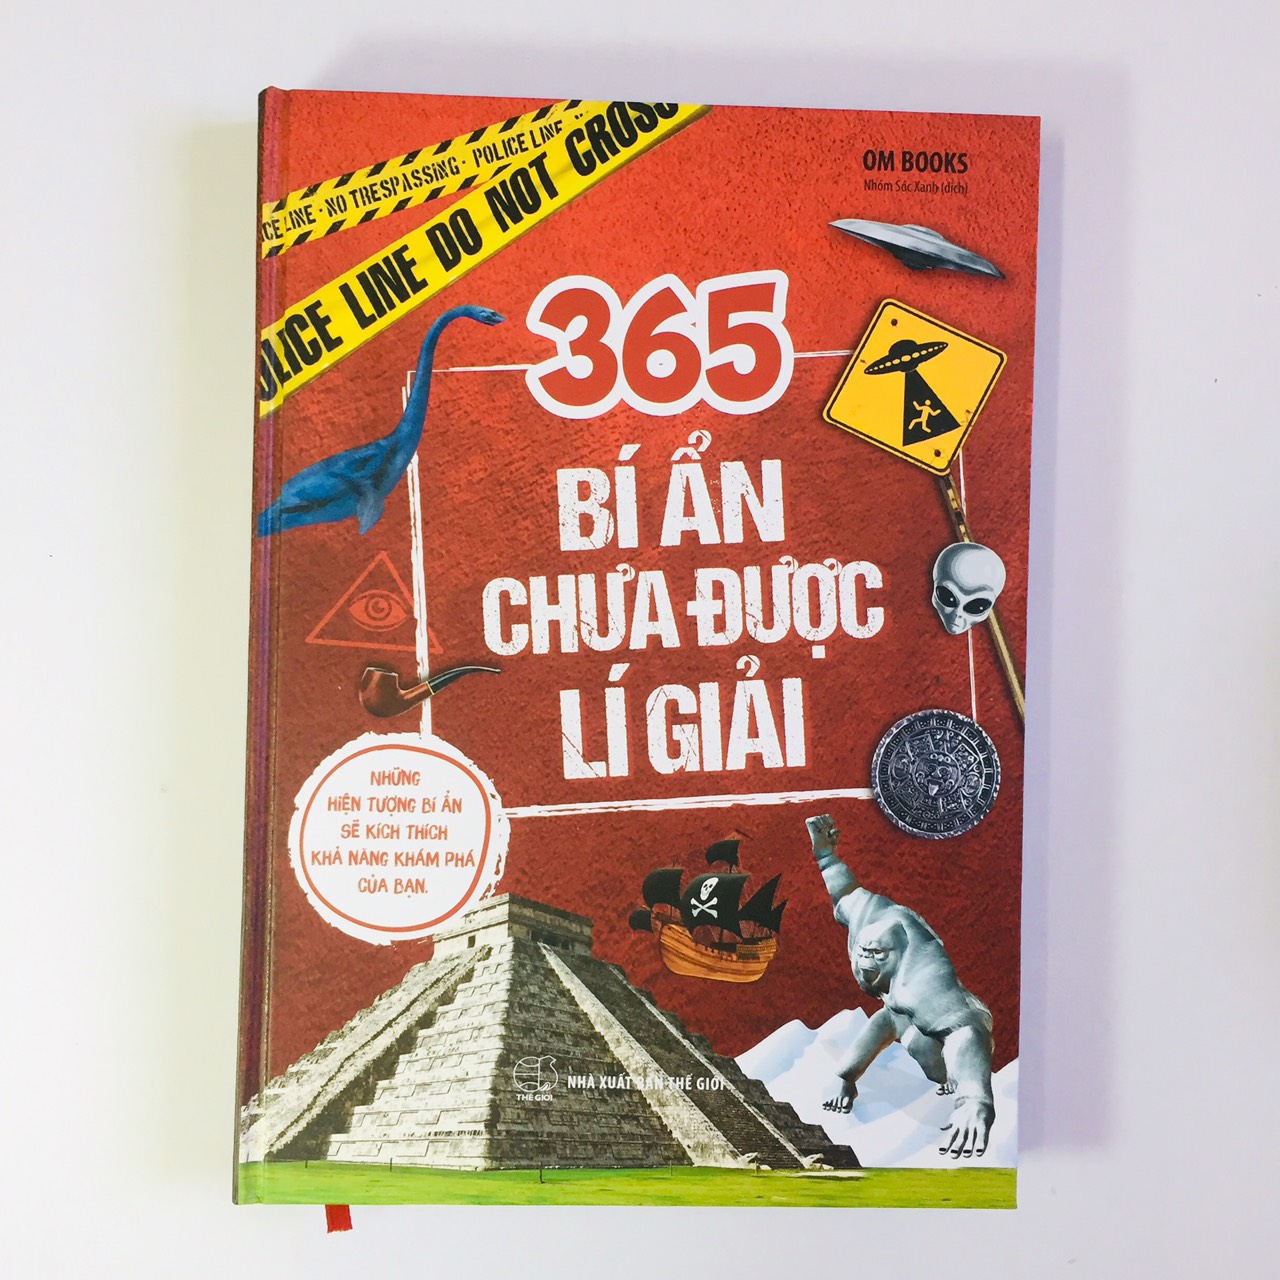 CE LINE · NO TRESPASSING · POLICE LINE
OLICE LINE DO NOT CROSS
OM BOOKS
Nhóm Sóc Xanh (dịch)
365
BÍ ẨN
CHƯA ĐƯỢC
LÍ GIẢI
NHỮNG
HIỆN TƯỢNG BÍ ẨN
SẼ KÍCH THÍCH
KHẢ NĂNG KHÁM PHÁ
CỦA BẠN.
THẾ GIỚI
NHÀ XUẤT BẢN THẾ GIỚI